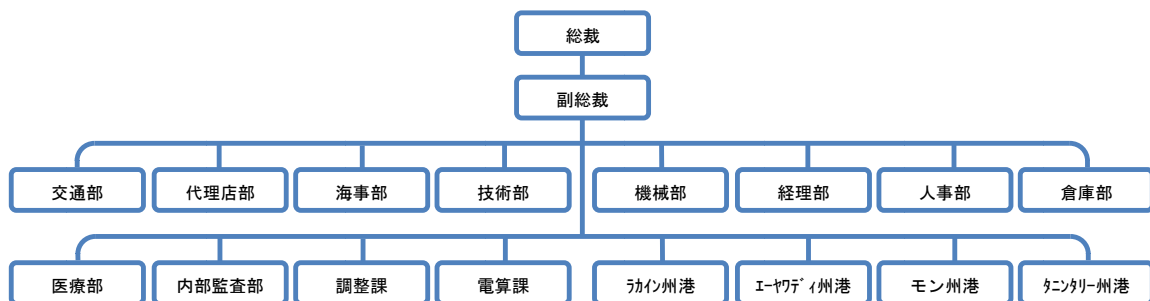 総裁
副総裁
交通部
代理店部
海事部
技術部
機械部
経理部
人事部
倉庫部
医療部
内部監査部
調整課
電算課
ﾗｶｲﾝ州港
ｴｰﾔﾜﾃﾞｨ州港
モン州港
ﾀﾆﾝﾀﾘｰ州港